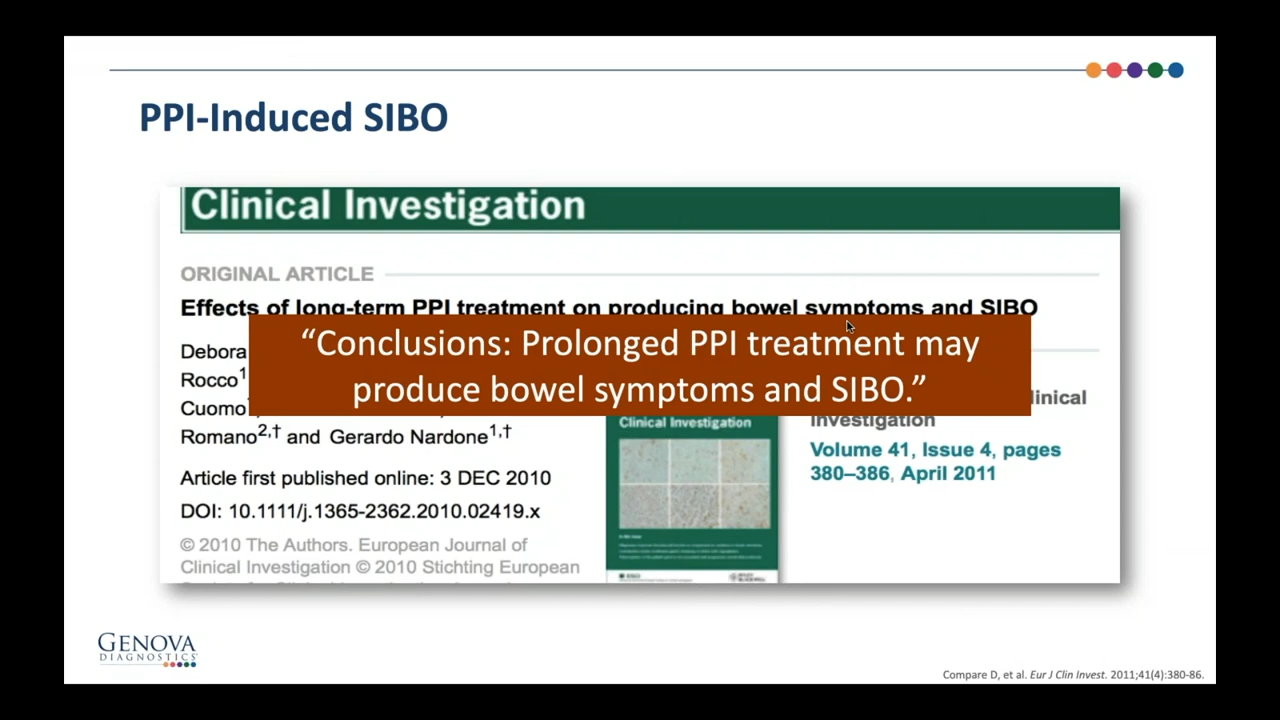 PPI-Induced SIBO
Clinical Investigation
ORIGINAL ARTICLE
Effects of long-term PPI treatment on producing bowel symptoms and SIBO
“Conclusions: Prolonged PPI treatment may
produce bowel symptoms and SIBO.”
Debora
Rocco1
Cuomo
Romano2,† and Gerardo Nardone1,†
Article first published online: 3 DEC 2010
DOI: 10.1111/j.1365-2362.2010.02419.x
© 2010 The Authors. European Journal of
Clinical Investigation © 2010 Stichting European
Clinical Investigation
linical
Investigation
Volume 41, Issue 4, pages
380–386, April 2011
GENOVA
DIAGNOSTICS
Compare D, et al. Eur J Clin Invest. 2011;41(4):380-86.